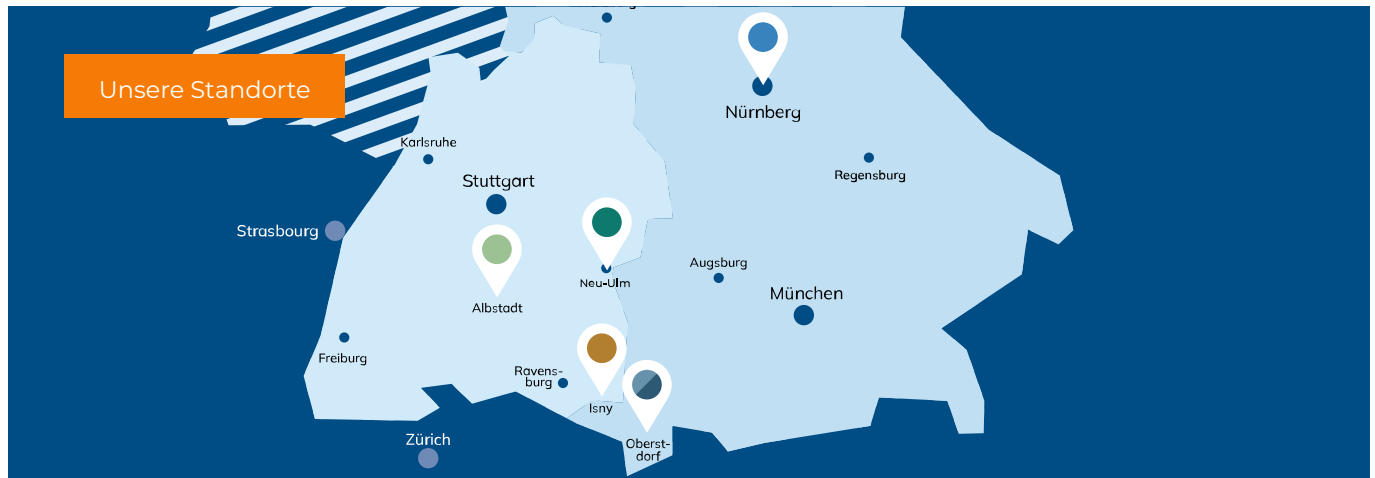 Unsere Standorte
Nürnberg
Karlsruhe
Regensburg
Stuttgart
Strasbourg
Augsburg
Neu-Ulm
München
Albstadt
Freiburg
Ravens-
burg
Isny
Zürich
Oberst-
dorf